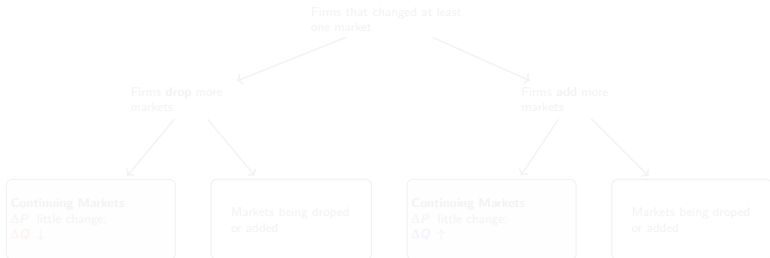 Firms that changed at least
one market
Firms drop more
markets
Firms add more
markets
Continuing Markets
ΔP little change;
ΔQ ↓
Markets being droped
or added
Continuing Markets
ΔP little change;
ΔQ ↑
Markets being droped
or added